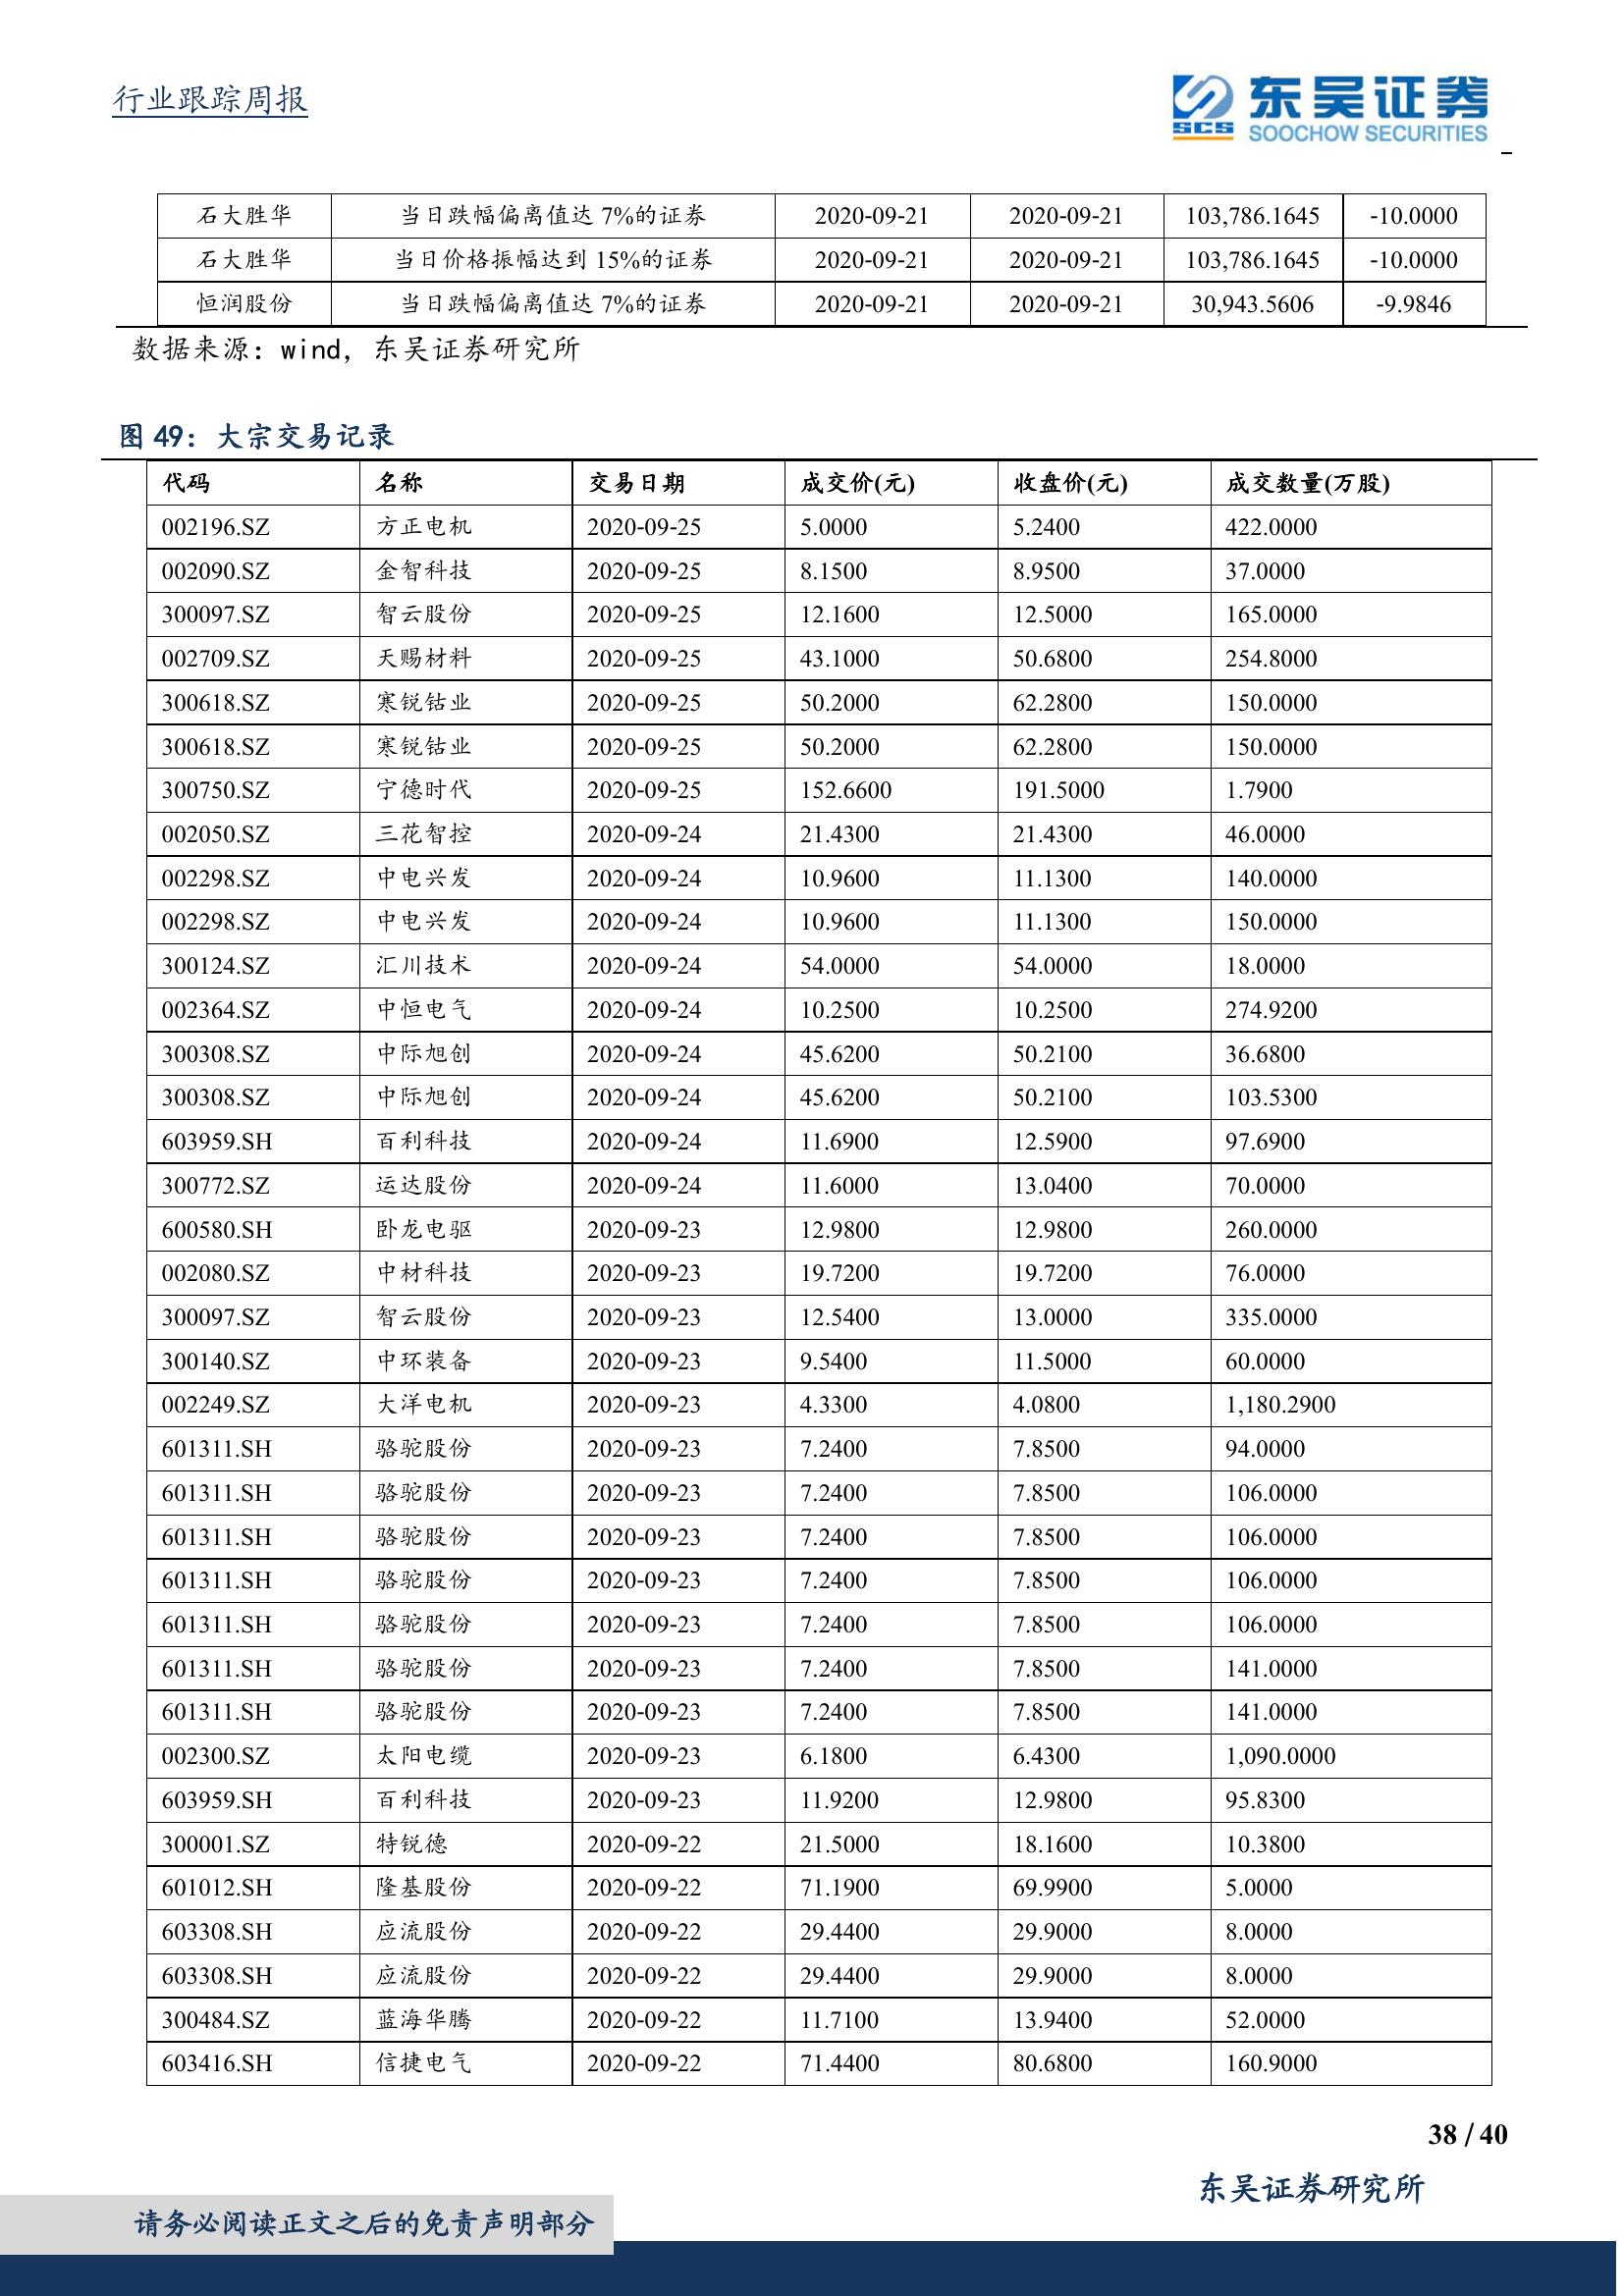 行业跟踪周报
东吴证券
SCS
SOOCHOW SECURITIES
石大胜华 当日跌幅偏离值达 7%的证券 2020-09-21 2020-09-21 103,786.1645 -10.0000
石大胜华 当日价格振幅达到 15%的证券 2020-09-21 2020-09-21 103,786.1645 -10.0000
恒润股份 当日跌幅偏离值达 7%的证券 2020-09-21 2020-09-21 30,943.5606 -9.9846
数据来源：wind，东吴证券研究所
图 49：大宗交易记录
代码 名称 交易日期 成交价(元) 收盘价(元) 成交数量(万股)
002196.SZ 方正电机 2020-09-25 5.0000 5.2400 422.0000
002090.SZ 金智科技 2020-09-25 8.1500 8.9500 37.0000
300097.SZ 智云股份 2020-09-25 12.1600 12.5000 165.0000
002709.SZ 天赐材料 2020-09-25 43.1000 50.6800 254.8000
300618.SZ 寒锐钴业 2020-09-25 50.2000 62.2800 150.0000
300618.SZ 寒锐钴业 2020-09-25 50.2000 62.2800 150.0000
300750.SZ 宁德时代 2020-09-25 152.6600 191.5000 1.7900
002050.SZ 三花智控 2020-09-24 21.4300 21.4300 46.0000
002298.SZ 中电兴发 2020-09-24 10.9600 11.1300 140.0000
002298.SZ 中电兴发 2020-09-24 10.9600 11.1300 150.0000
300124.SZ 汇川技术 2020-09-24 54.0000 54.0000 18.0000
002364.SZ 中恒电气 2020-09-24 10.2500 10.2500 274.9200
300308.SZ 中际旭创 2020-09-24 45.6200 50.2100 36.6800
300308.SZ 中际旭创 2020-09-24 45.6200 50.2100 103.5300
603959.SH 百利科技 2020-09-24 11.6900 12.5900 97.6900
300772.SZ 运达股份 2020-09-24 11.6000 13.0400 70.0000
600580.SH 卧龙电驱 2020-09-23 12.9800 12.9800 260.0000
002080.SZ 中材科技 2020-09-23 19.7200 19.7200 76.0000
300097.SZ 智云股份 2020-09-23 12.5400 13.0000 335.0000
300140.SZ 中环装备 2020-09-23 9.5400 11.5000 60.0000
002249.SZ 大洋电机 2020-09-23 4.3300 4.0800 1,180.2900
601311.SH 骆驼股份 2020-09-23 7.2400 7.8500 94.0000
601311.SH 骆驼股份 2020-09-23 7.2400 7.8500 106.0000
601311.SH 骆驼股份 2020-09-23 7.2400 7.8500 106.0000
601311.SH 骆驼股份 2020-09-23 7.2400 7.8500 106.0000
601311.SH 骆驼股份 2020-09-23 7.2400 7.8500 106.0000
601311.SH 骆驼股份 2020-09-23 7.2400 7.8500 141.0000
601311.SH 骆驼股份 2020-09-23 7.2400 7.8500 141.0000
002300.SZ 太阳电缆 2020-09-23 6.1800 6.4300 1,090.0000
603959.SH 百利科技 2020-09-23 11.9200 12.9800 95.8300
300001.SZ 特锐德 2020-09-22 21.5000 18.1600 10.3800
601012.SH 隆基股份 2020-09-22 71.1900 69.9900 5.0000
603308.SH 应流股份 2020-09-22 29.4400 29.9000 8.0000
603308.SH 应流股份 2020-09-22 29.4400 29.9000 8.0000
300484.SZ 蓝海华腾 2020-09-22 11.7100 13.9400 52.0000
603416.SH 信捷电气 2020-09-22 71.4400 80.6800 160.9000
38 / 40
东吴证券研究所
请务必阅读正文之后的免责声明部分